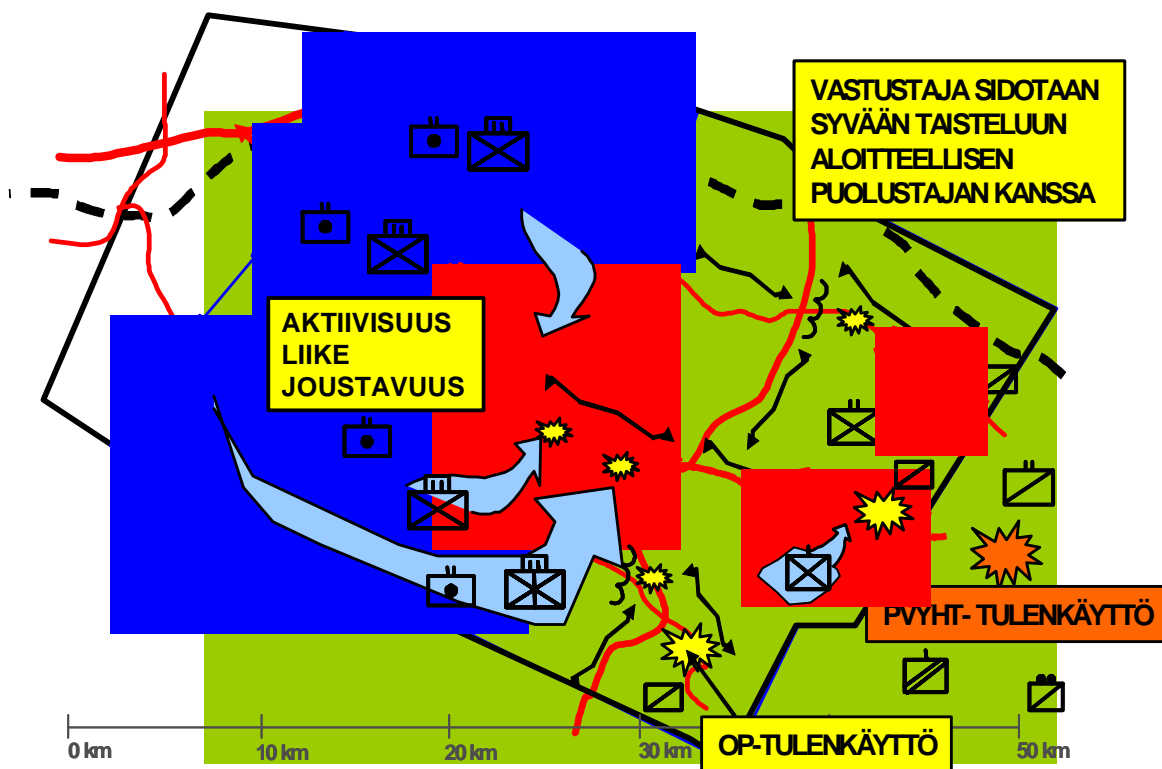 VASTUSTAJA SIDOTAAN
SYVÄÄN TAISTELUUN
ALOITTEELLISEN
PUOLUSTAJAN KANSSA
AKTIIVISUUS
LIIKE
JOUSTAVUUS
PVYHT- TULENKÄYTTÖ
OP-TULENKÄYTTÖ
0 km
10 km
20 km
30 km
50 km